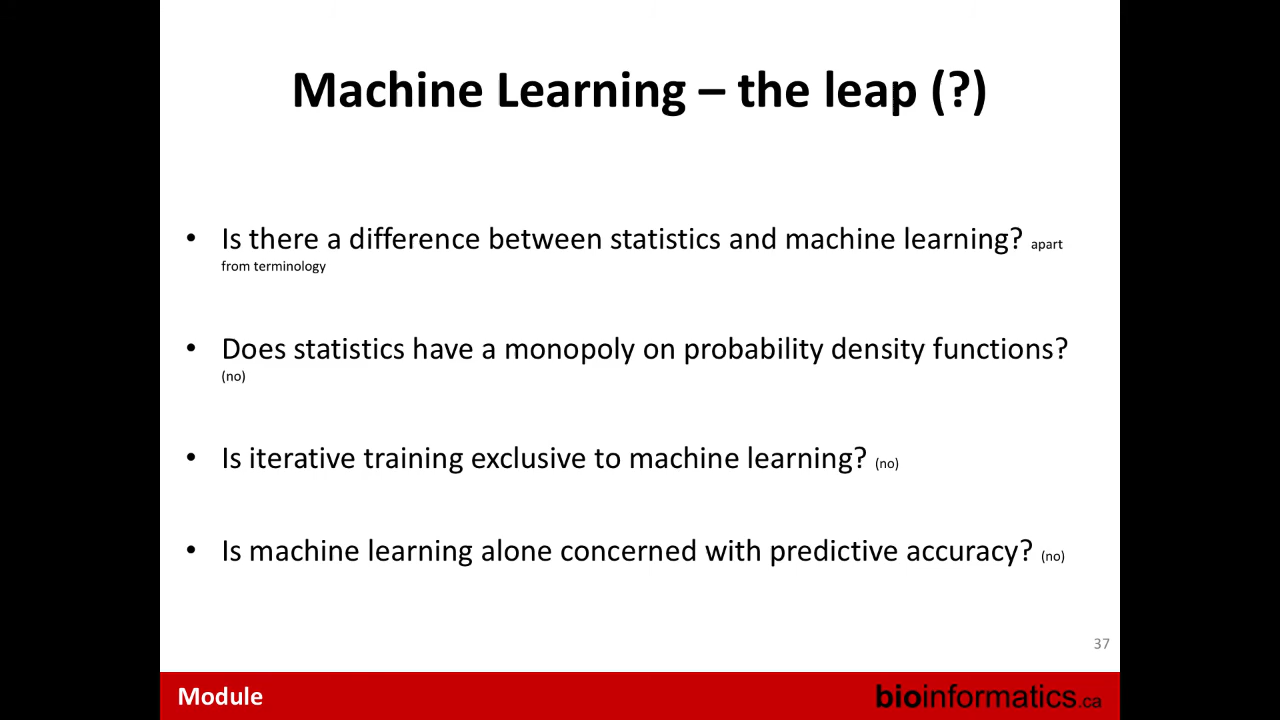 Machine Learning – the leap (?)
• Is there a difference between statistics and machine learning? apart
from terminology
• Does statistics have a monopoly on probability density functions?
(no)
• Is iterative training exclusive to machine learning? (no)
• Is machine learning alone concerned with predictive accuracy? (no)
37
Module
bioinformatics.ca